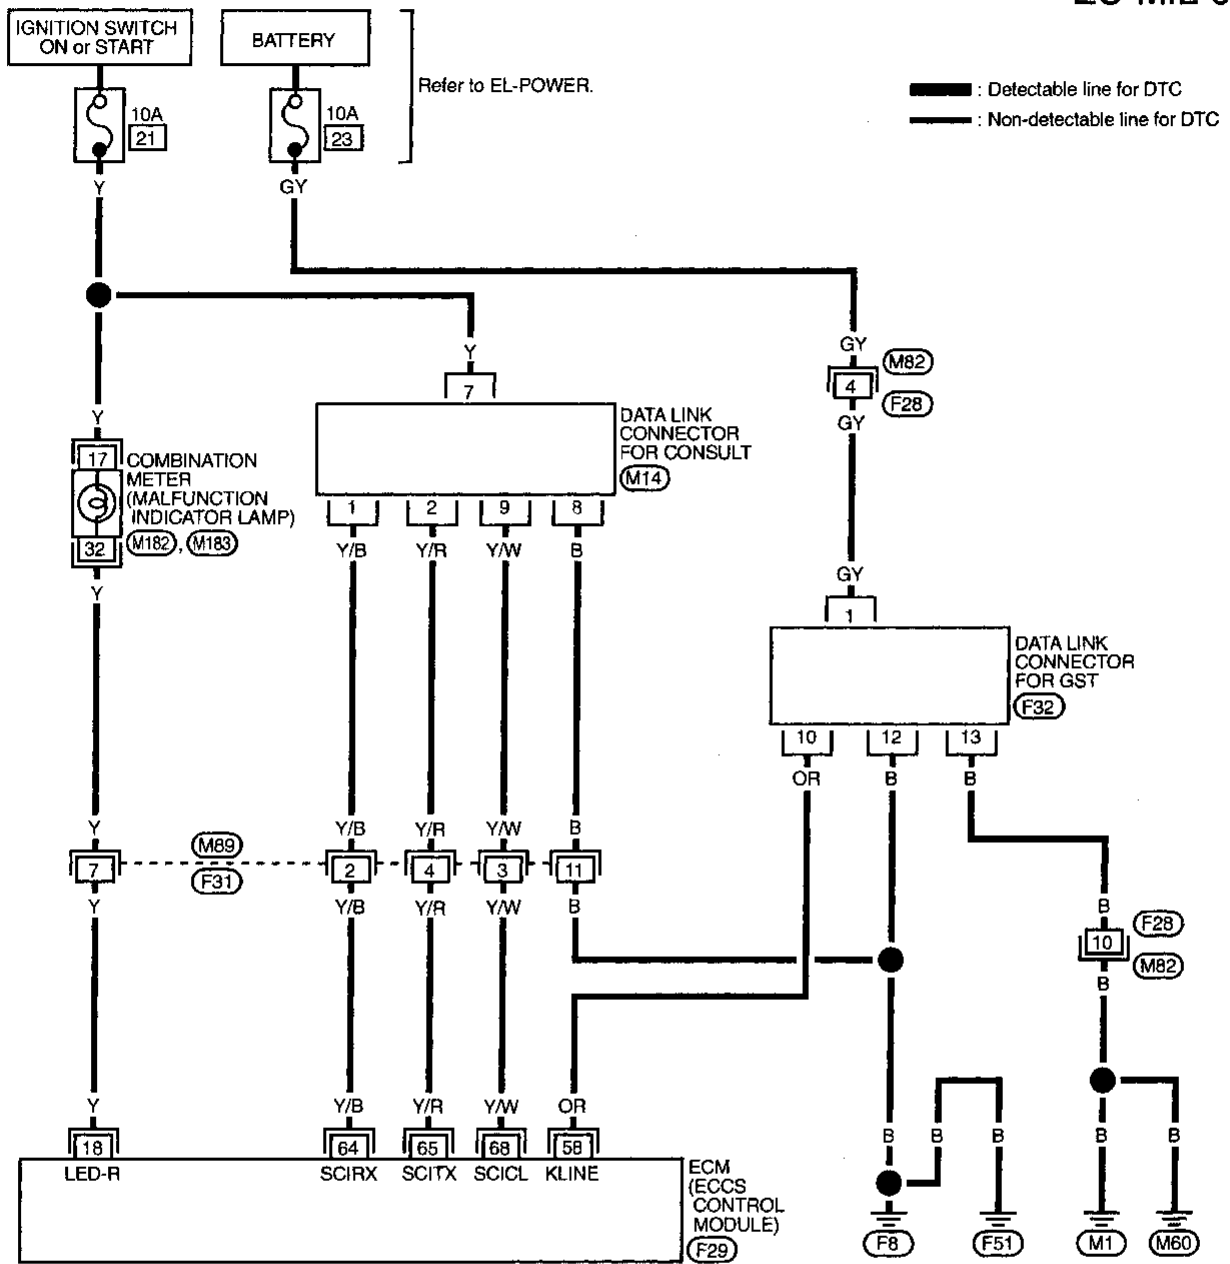 IGNITION SWITCH
ON or START
BATTERY
Refer to EL-POWER.
: Detectable line for DTC
: Non-detectable line for DTC
10A
21
10A
23
Y
GY
Y
7
GY
M82
4
F28
GY
DATA LINK
CONNECTOR
FOR CONSULT
M14
Y
17
COMBINATION
METER
(MALFUNCTION
INDICATOR LAMP)
32
M182, M183
Y
1
2
9
8
Y/B
Y/R
Y/W
B
GY
1
DATA LINK
CONNECTOR
FOR GST
F32
10
12
13
OR
B
B
Y
Y/B
Y/R
Y/W
B
M89
7
2
4
3
11
F31
Y
Y/B
Y/R
Y/W
B
B
F28
10
M82
B
Y
Y/B
Y/R
Y/W
OR
18
64
65
68
58
LED-R
SCIRX
SCITX
SCICL
KLINE
ECM
(ECCS
CONTROL
MODULE)
F29
B
B
B
B
B
F8
F51
M1
M60